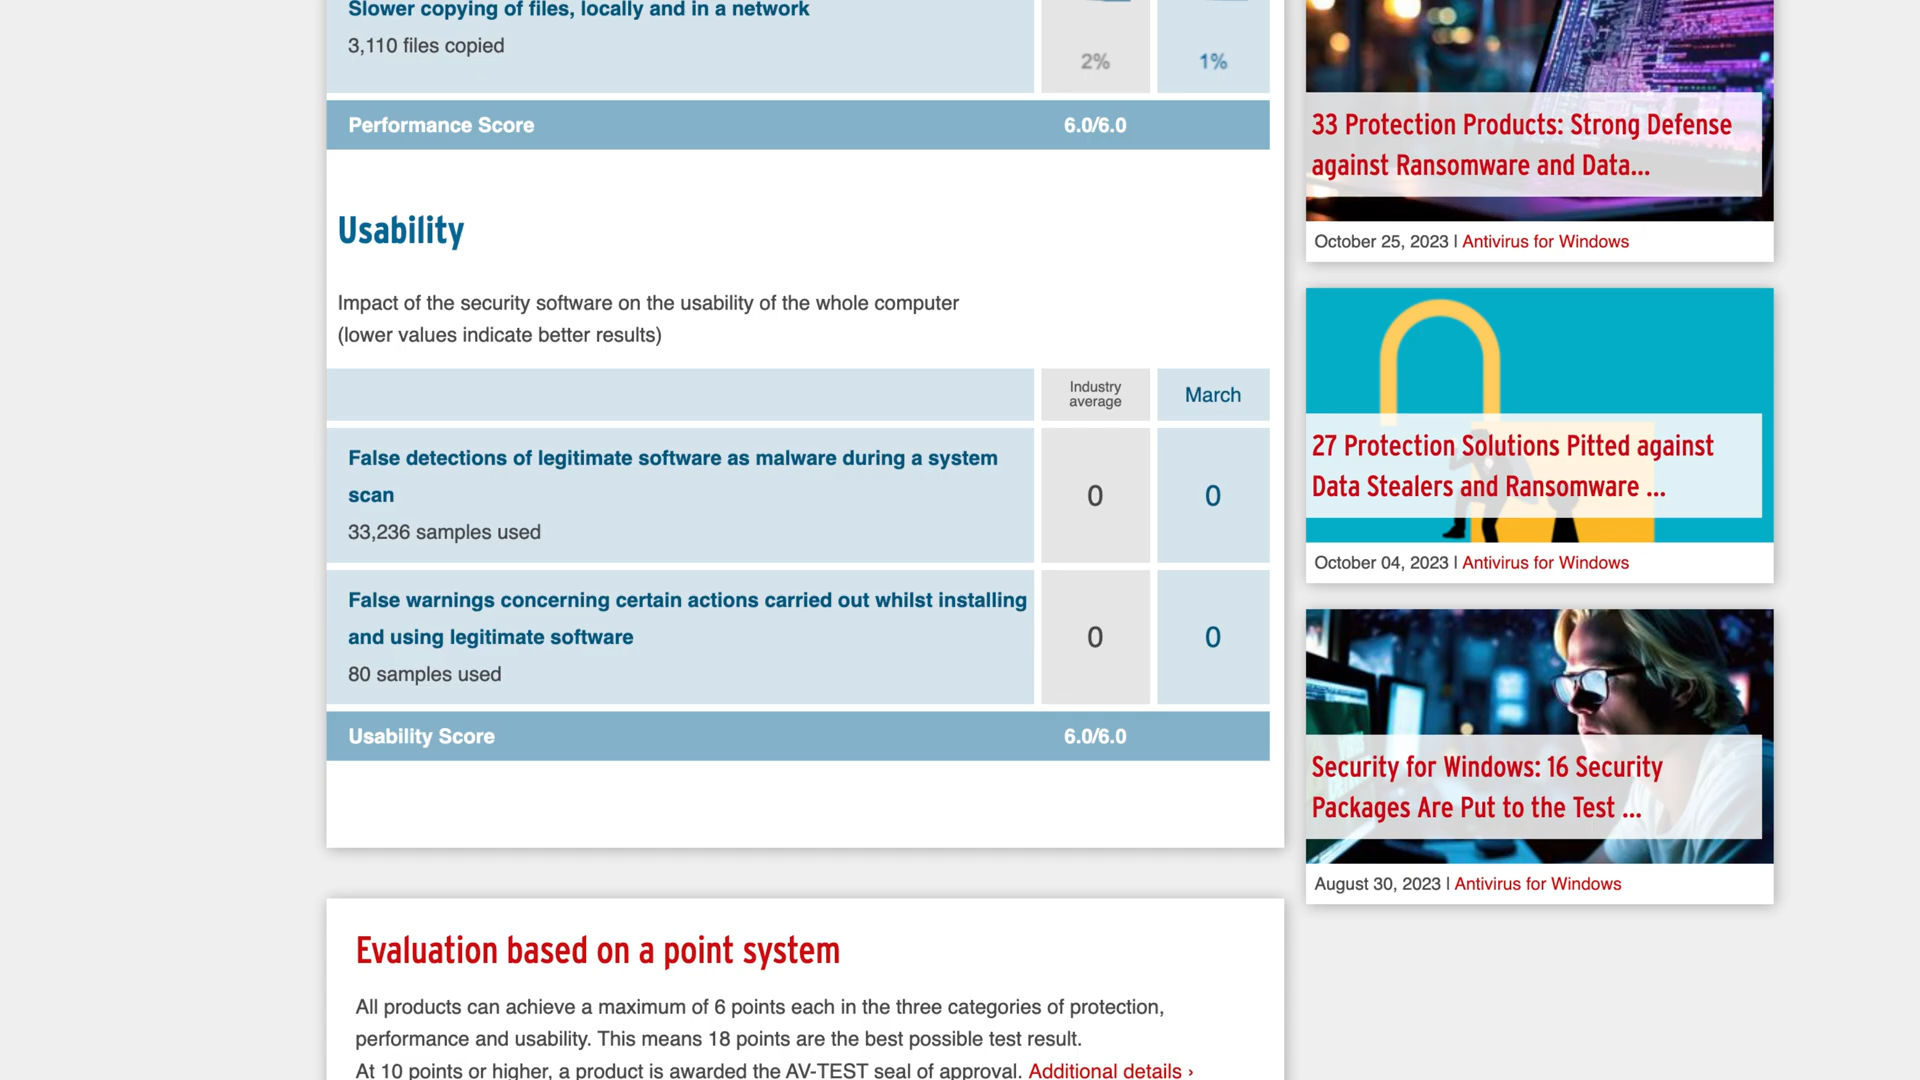 Slower copying of files, locally and in a network
3,110 files copied
2%
1%
Performance Score
6.0/6.0
Usability
Impact of the security software on the usability of the whole computer
(lower values indicate better results)
Industry
average
March
False detections of legitimate software as malware during a system
scan
33,236 samples used
0
0
False warnings concerning certain actions carried out whilst installing
and using legitimate software
80 samples used
0
0
Usability Score
6.0/6.0
Evaluation based on a point system
All products can achieve a maximum of 6 points each in the three categories of protection,
performance and usability. This means 18 points are the best possible test result.
At 10 points or higher, a product is awarded the AV-TEST seal of approval. Additional details ›
33 Protection Products: Strong Defense
against Ransomware and Data...
October 25, 2023 | Antivirus for Windows
27 Protection Solutions Pitted against
Data Stealers and Ransomware ...
October 04, 2023 | Antivirus for Windows
Security for Windows: 16 Security
Packages Are Put to the Test ...
August 30, 2023 | Antivirus for Windows